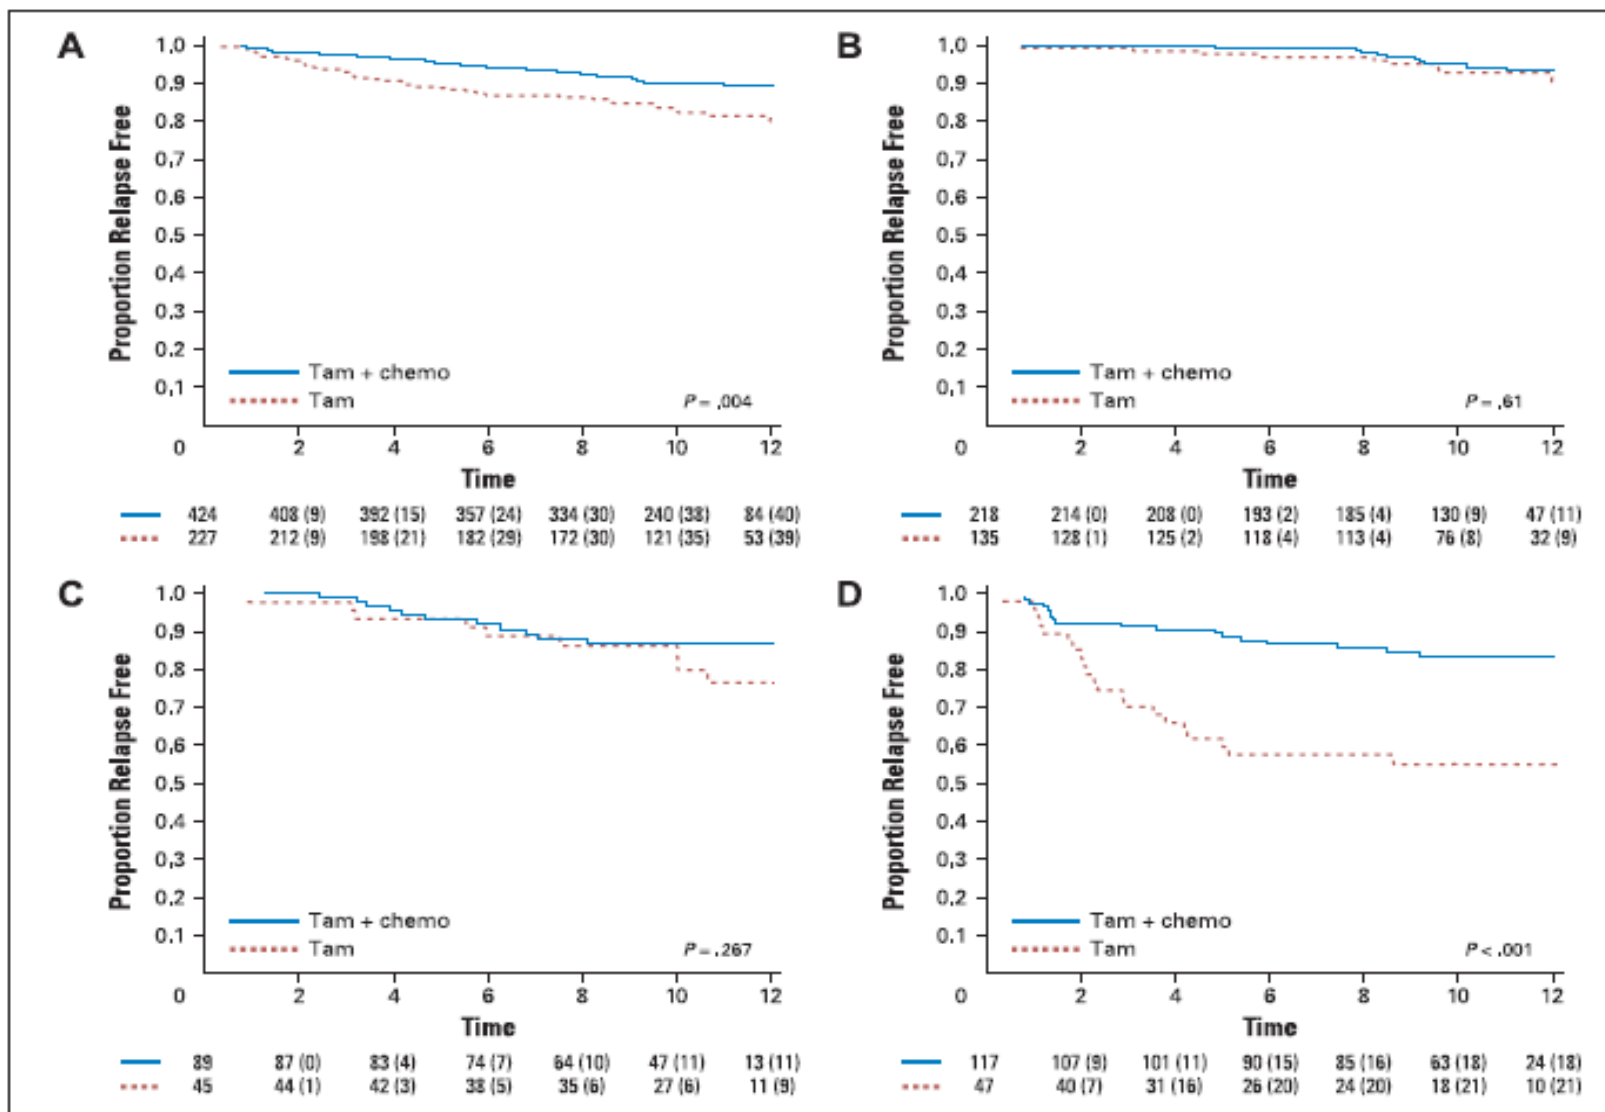 A
Proportion Relapse Free
1.0
0.9
0.8
0.7
0.6
0.5
0.4
0.3
0.2
0.1
Tam + chemo
Tam
P = .004
0 2 4 6 8 10 12
Time
424 408 (9) 392 (15) 357 (24) 334 (30) 240 (38) 84 (40)
227 212 (9) 198 (21) 182 (29) 172 (30) 121 (35) 53 (39)
B
Proportion Relapse Free
1.0
0.9
0.8
0.7
0.6
0.5
0.4
0.3
0.2
0.1
Tam + chemo
Tam
P = .61
0 2 4 6 8 10 12
Time
218 214 (0) 208 (0) 193 (2) 185 (4) 130 (9) 47 (11)
135 128 (1) 125 (2) 118 (4) 113 (4) 76 (8) 32 (9)
C
Proportion Relapse Free
1.0
0.9
0.8
0.7
0.6
0.5
0.4
0.3
0.2
0.1
Tam + chemo
Tam
P = .267
0 2 4 6 8 10 12
Time
89 87 (0) 83 (4) 74 (7) 64 (10) 47 (11) 13 (11)
45 44 (1) 42 (3) 38 (5) 35 (6) 27 (6) 11 (9)
D
Proportion Relapse Free
1.0
0.9
0.8
0.7
0.6
0.5
0.4
0.3
0.2
0.1
Tam + chemo
Tam
P < .001
0 2 4 6 8 10 12
Time
117 107 (9) 101 (11) 90 (15) 85 (16) 63 (18) 24 (18)
47 40 (7) 31 (16) 26 (20) 24 (20) 18 (21) 10 (21)